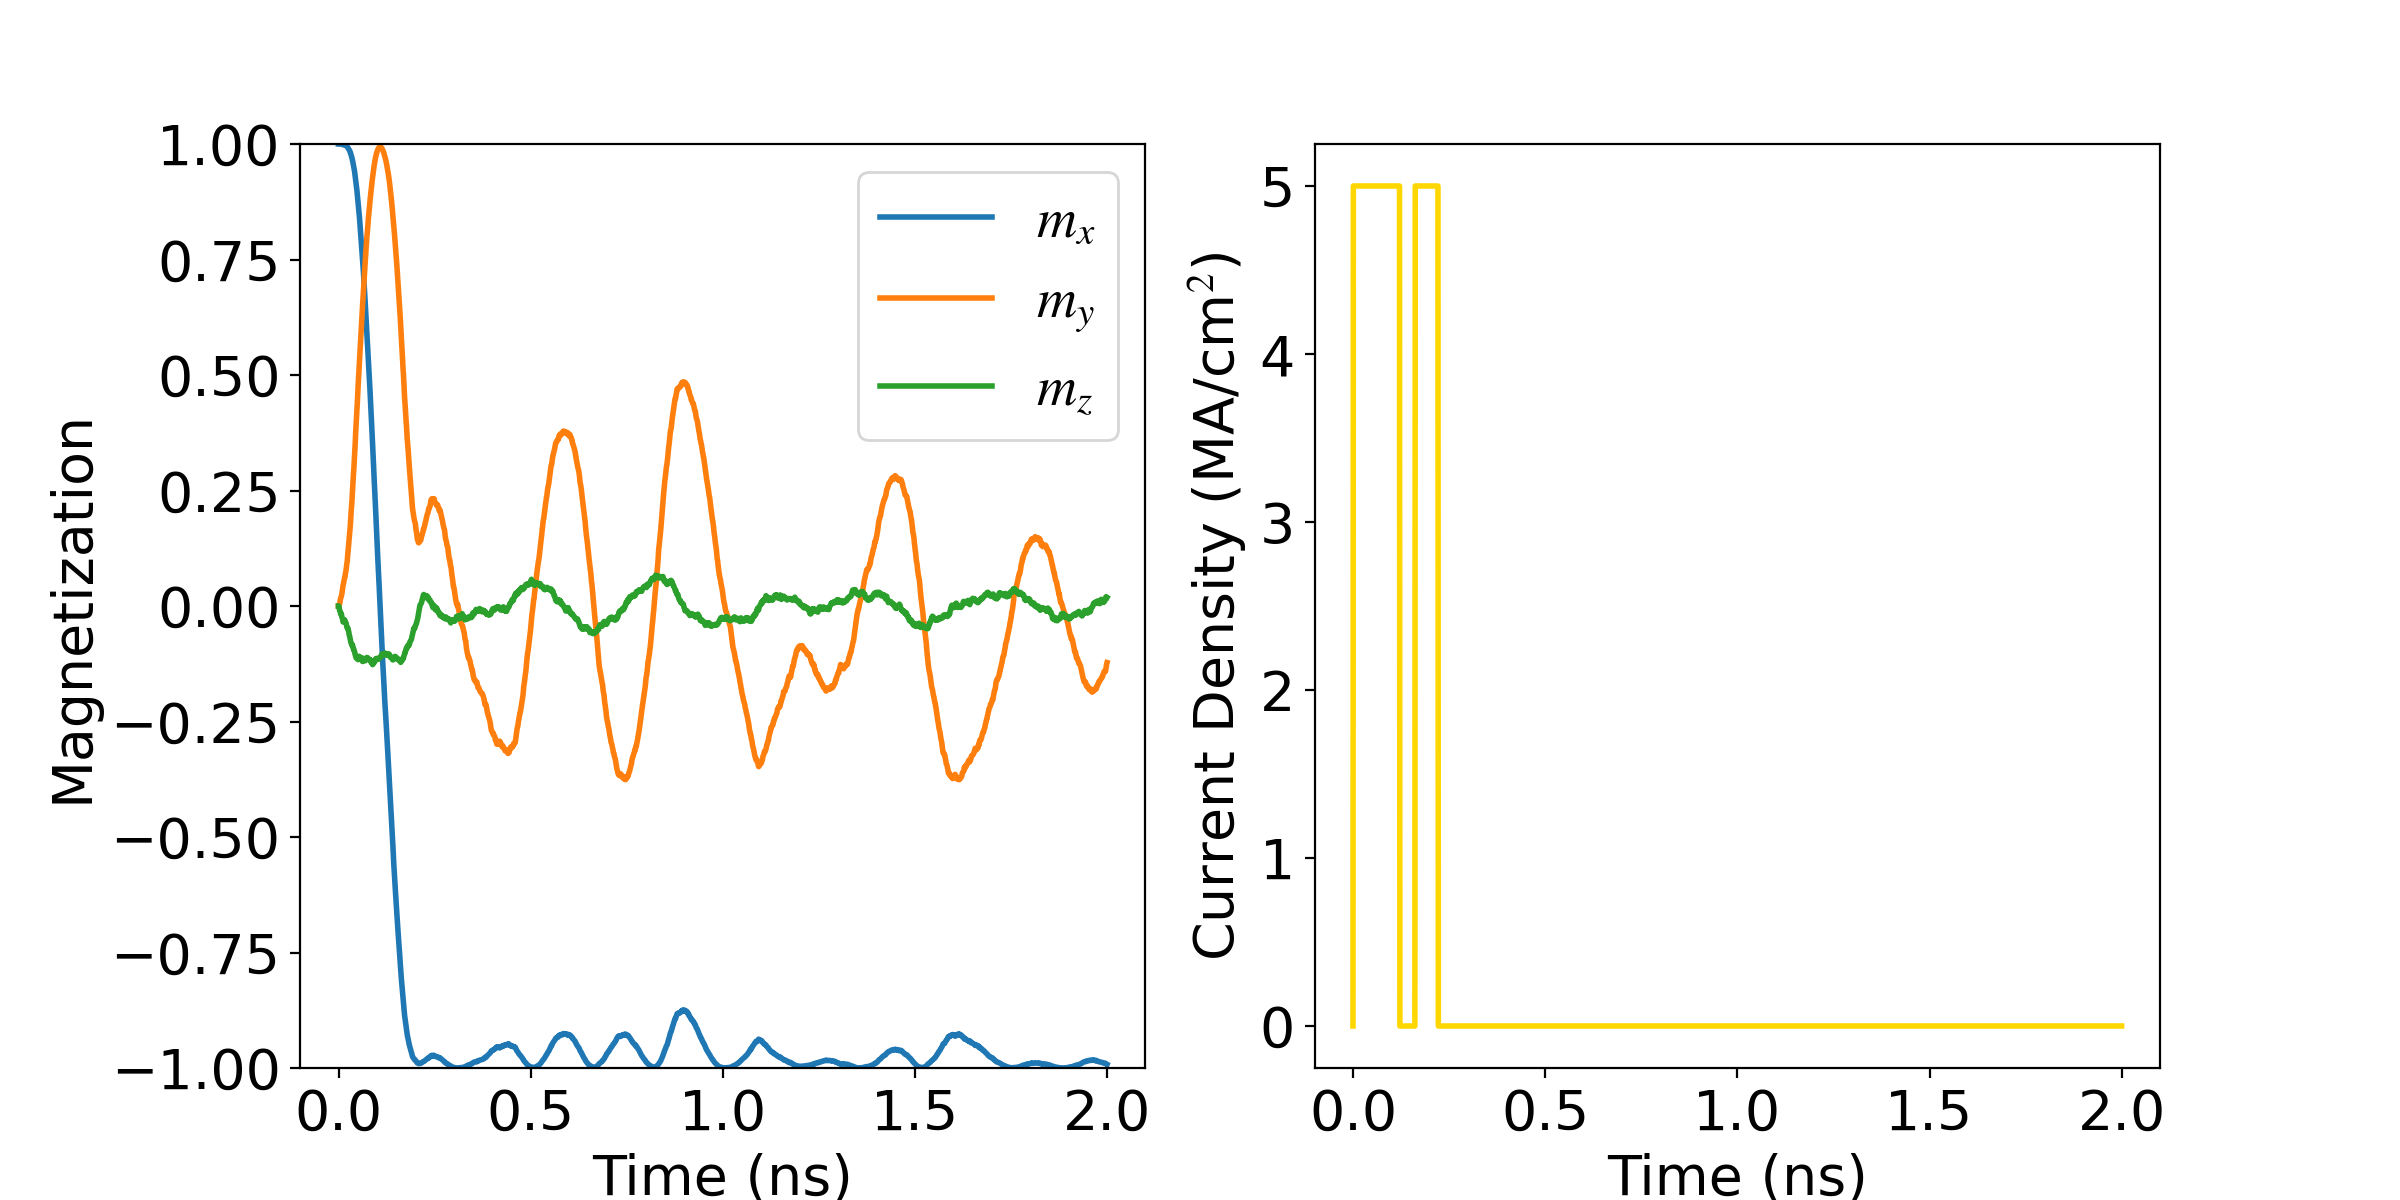 1.00
0.75
0.50
0.25
0.00
−0.25
−0.50
−0.75
−1.00
Magnetization
0.0 0.5 1.0 1.5 2.0
Time (ns)
m_x
m_y
m_z
5
4
3
2
1
0
Current Density (MA/cm²)
0.0 0.5 1.0 1.5 2.0
Time (ns)